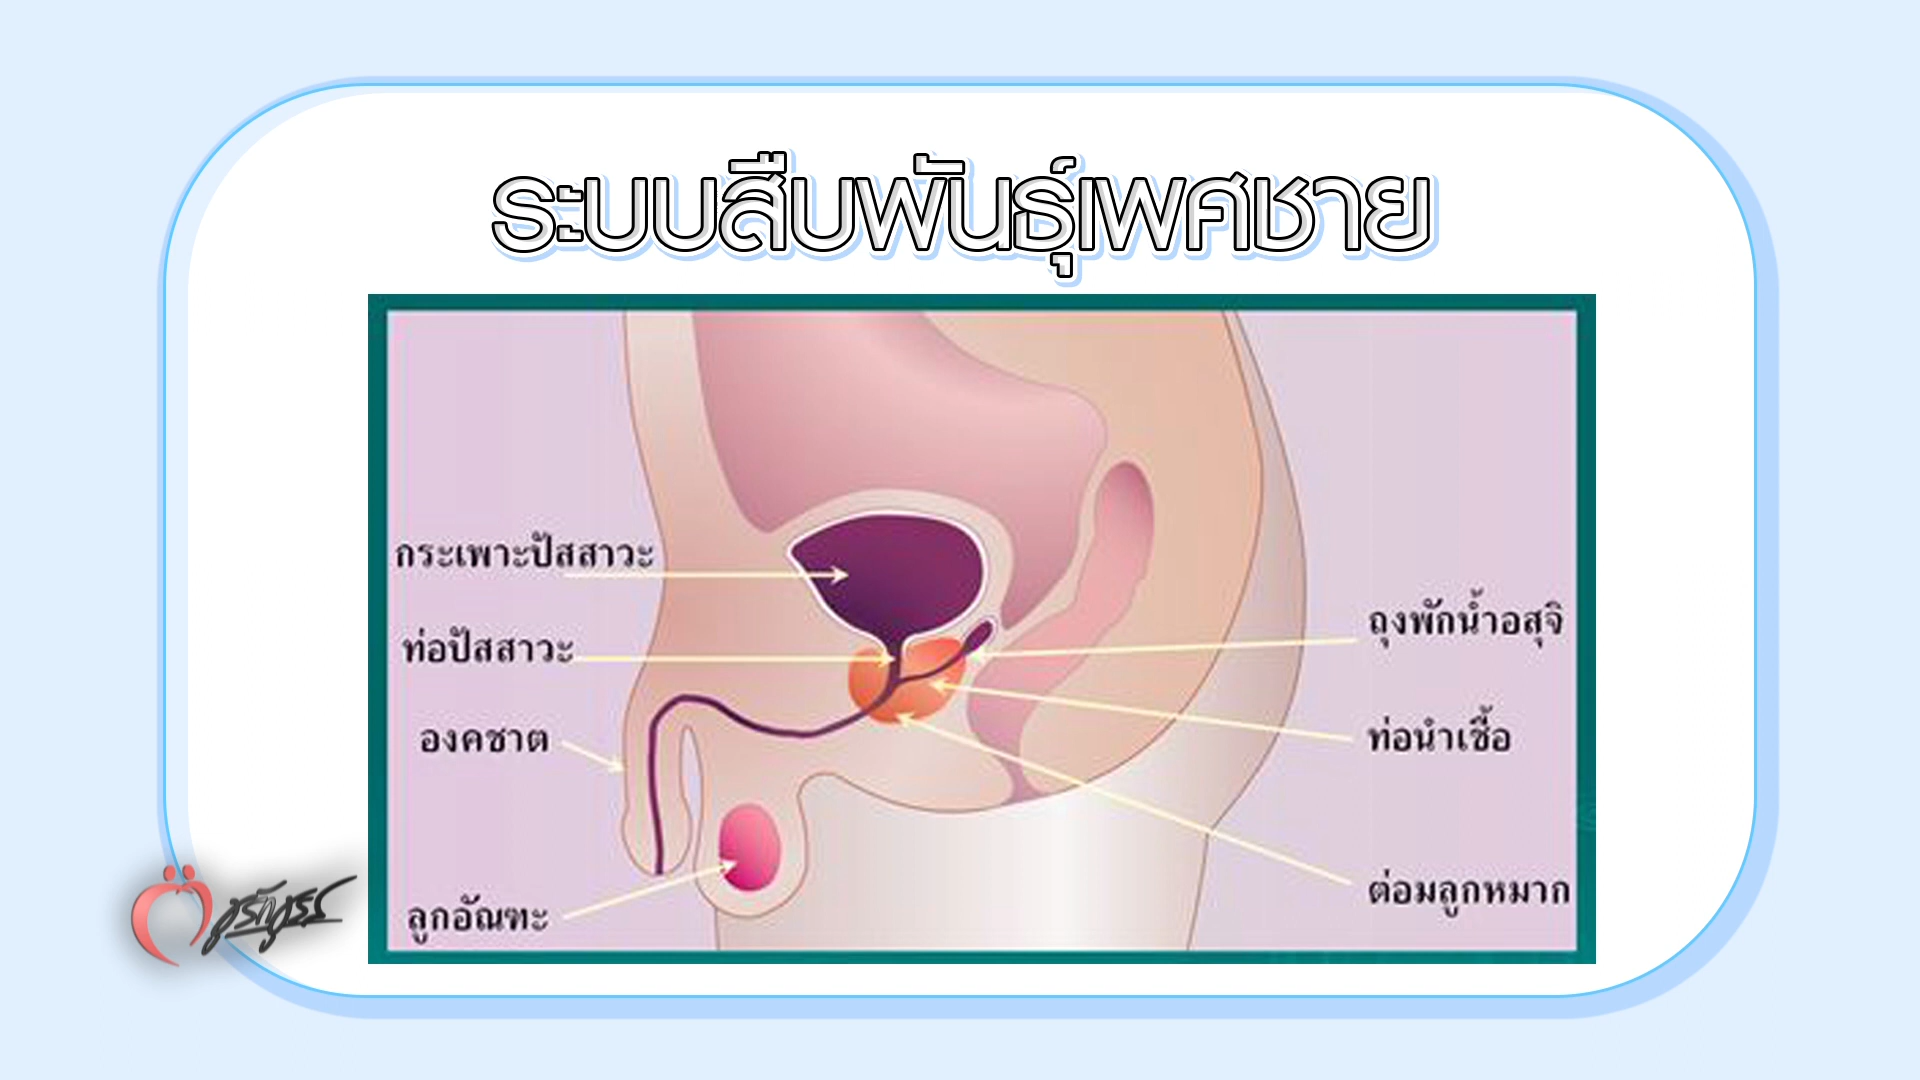 ระบบสืบพันธุ์เพศชาย
กระเพาะปัสสาวะ
ท่อปัสสาวะ
องคชาต
ลูกอัณฑะ
ถุงพักน้ำอสุจิ
ท่อนำเชื้อ
ต่อมลูกหมาก